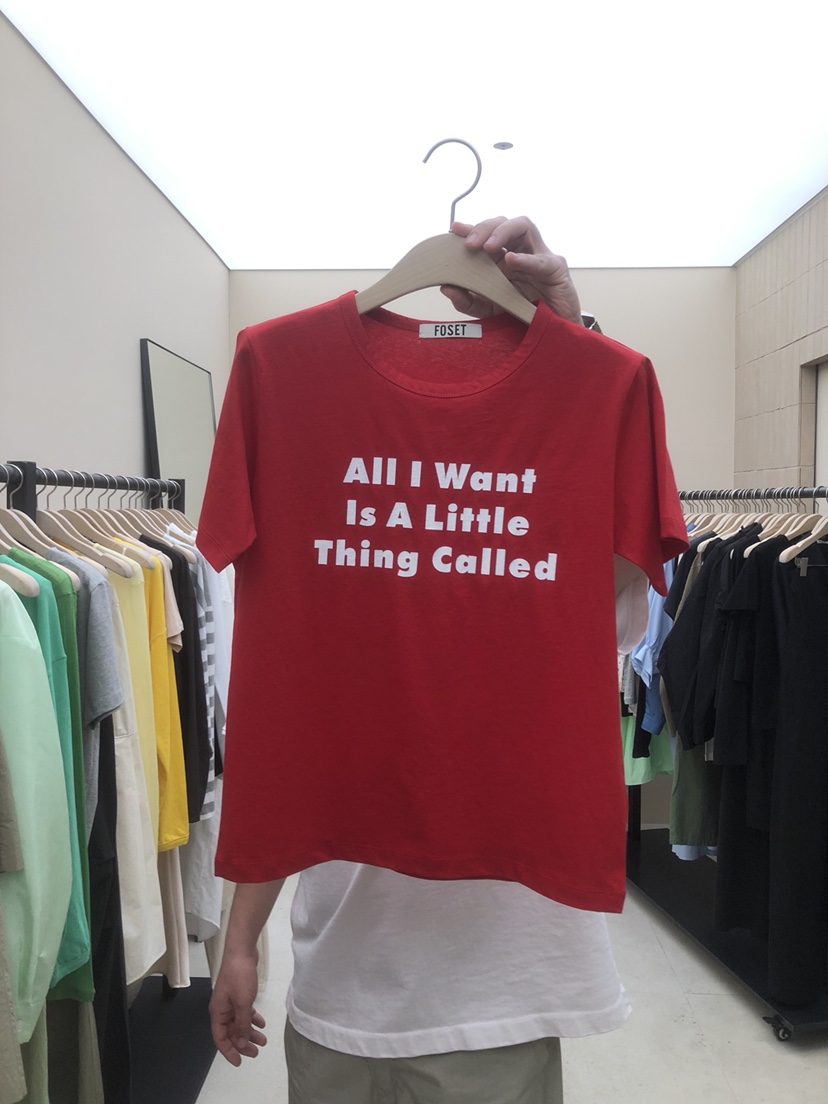 FOSET
All I Want
Is A Little
Thing Called